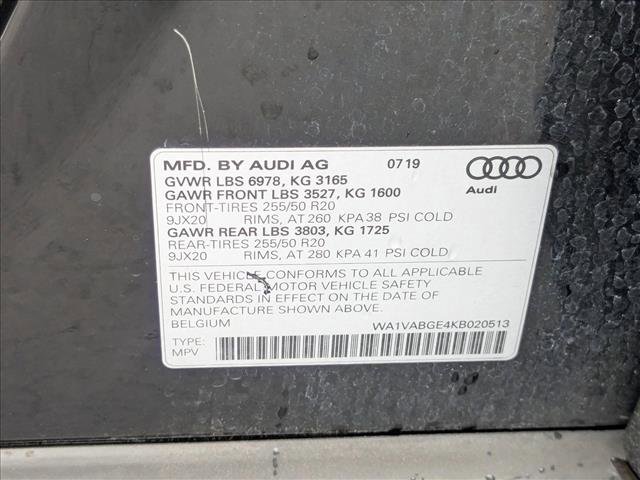 MFD. BY AUDI AG 07 19
GVWR LBS 6978, KG 3165
GAWR FRONT LBS 3527, KG 1600
FRONT-TIRES 255/50 R20
9JX20 RIMS, AT 260 KPA 38 PSI COLD
GAWR REAR LBS 3803, KG 1725
REAR-TIRES 255/50 R20
9JX20 RIMS, AT 280 KPA 41 PSI COLD
Audi
THIS VEHICLE CONFORMS TO ALL APPLICABLE
U.S. FEDERAL MOTOR VEHICLE SAFETY
STANDARDS IN EFFECT ON THE DATE OF
MANUFACTURE SHOWN ABOVE.
BELGIUM WA1VABGE4KB020513
TYPE:
MPV